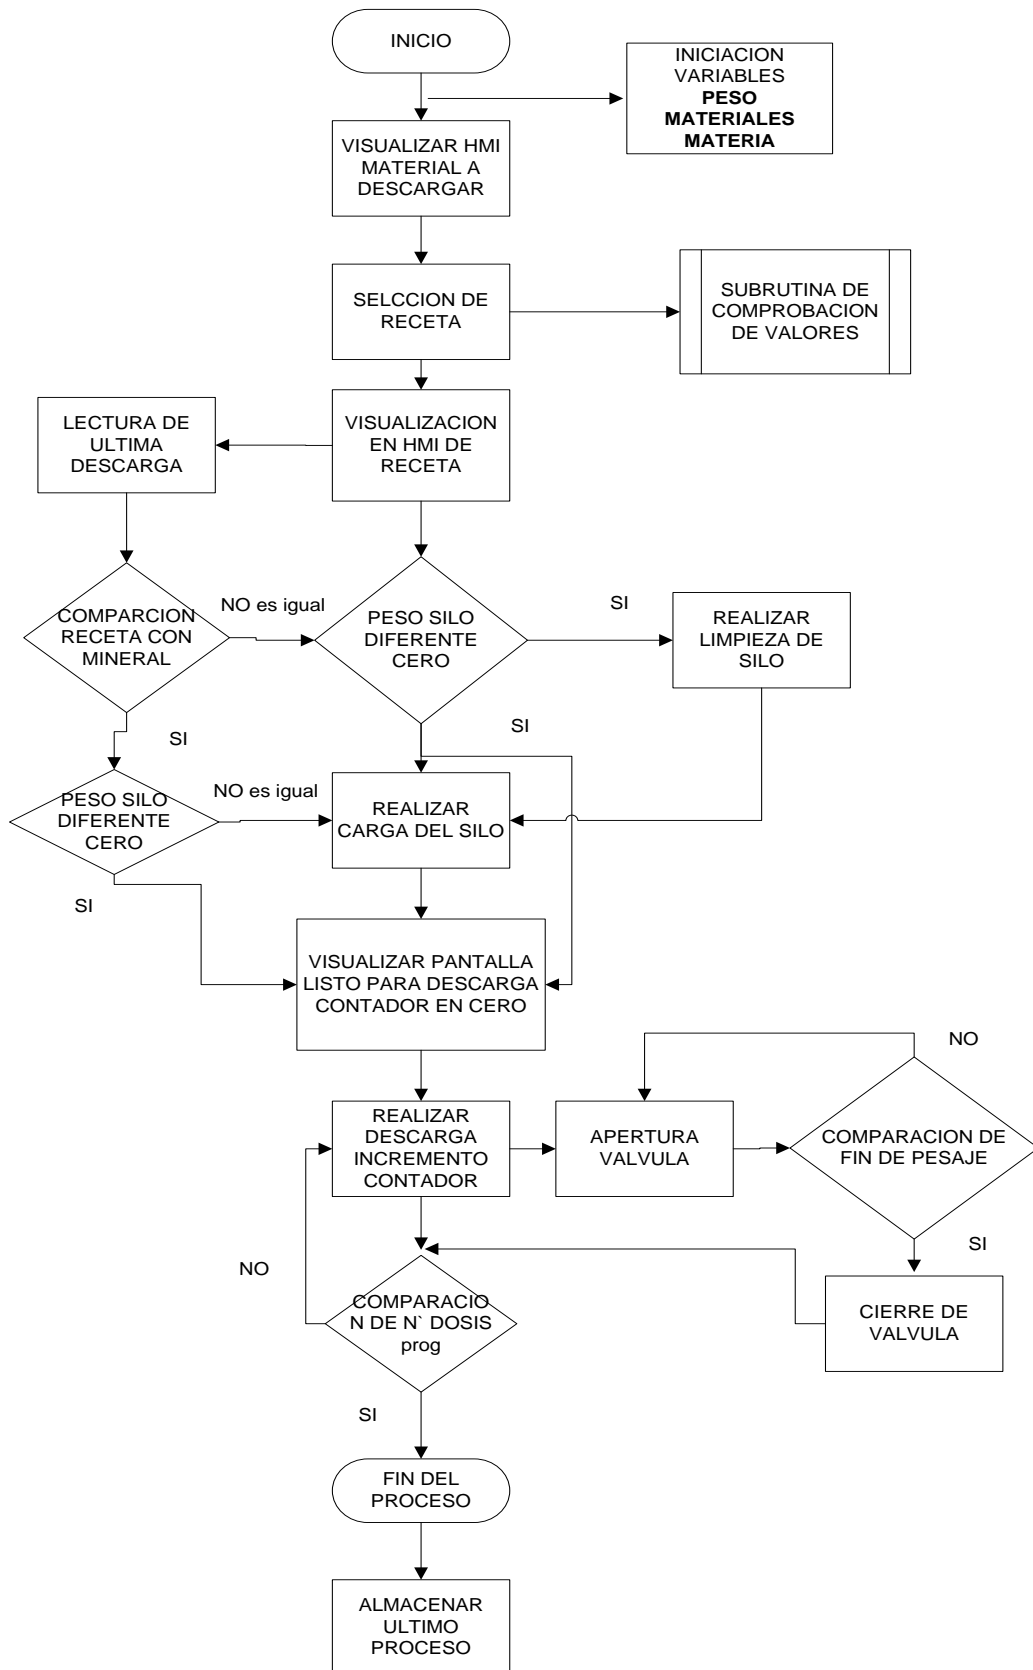 INICIO
INICIACION
VARIABLES
PESO
MATERIALES
MATERIA
VISUALIZAR HMI
MATERIAL A
DESCARGAR
SELCCION DE
RECETA
SUBRUTINA DE
COMPROBACION
DE VALORES
LECTURA DE
ULTIMA
DESCARGA
VISUALIZACION
EN HMI DE
RECETA
COMPARCION
RECETA CON
MINERAL
NO es igual
PESO SILO
DIFERENTE
CERO
SI
REALIZAR
LIMPIEZA DE
SILO
SI
SI
PESO SILO
DIFERENTE
CERO
NO es igual
REALIZAR
CARGA DEL SILO
SI
VISUALIZAR PANTALLA
LISTO PARA DESCARGA
CONTADOR EN CERO
REALIZAR
DESCARGA
INCREMENTO
CONTADOR
APERTURA
VALVULA
NO
COMPARACION DE
FIN DE PESAJE
SI
NO
COMPARACIO
N DE N` DOSIS
prog
CIERRE DE
VALVULA
SI
FIN DEL
PROCESO
ALMACENAR
ULTIMO
PROCESO